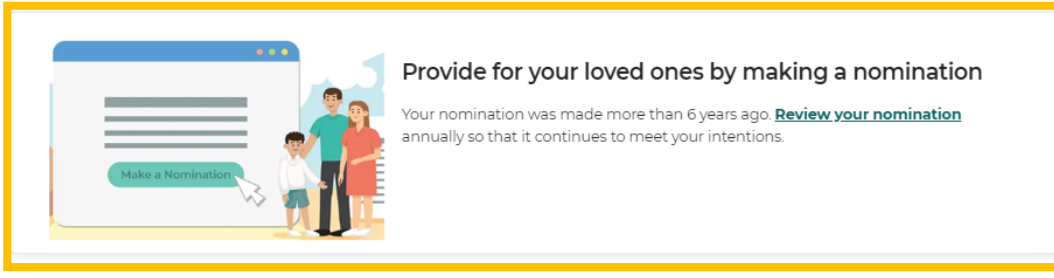 Provide for your loved ones by making a nomination
Your nomination was made more than 6 years ago. Review your nomination
annually so that it continues to meet your intentions.
Make a Nomination